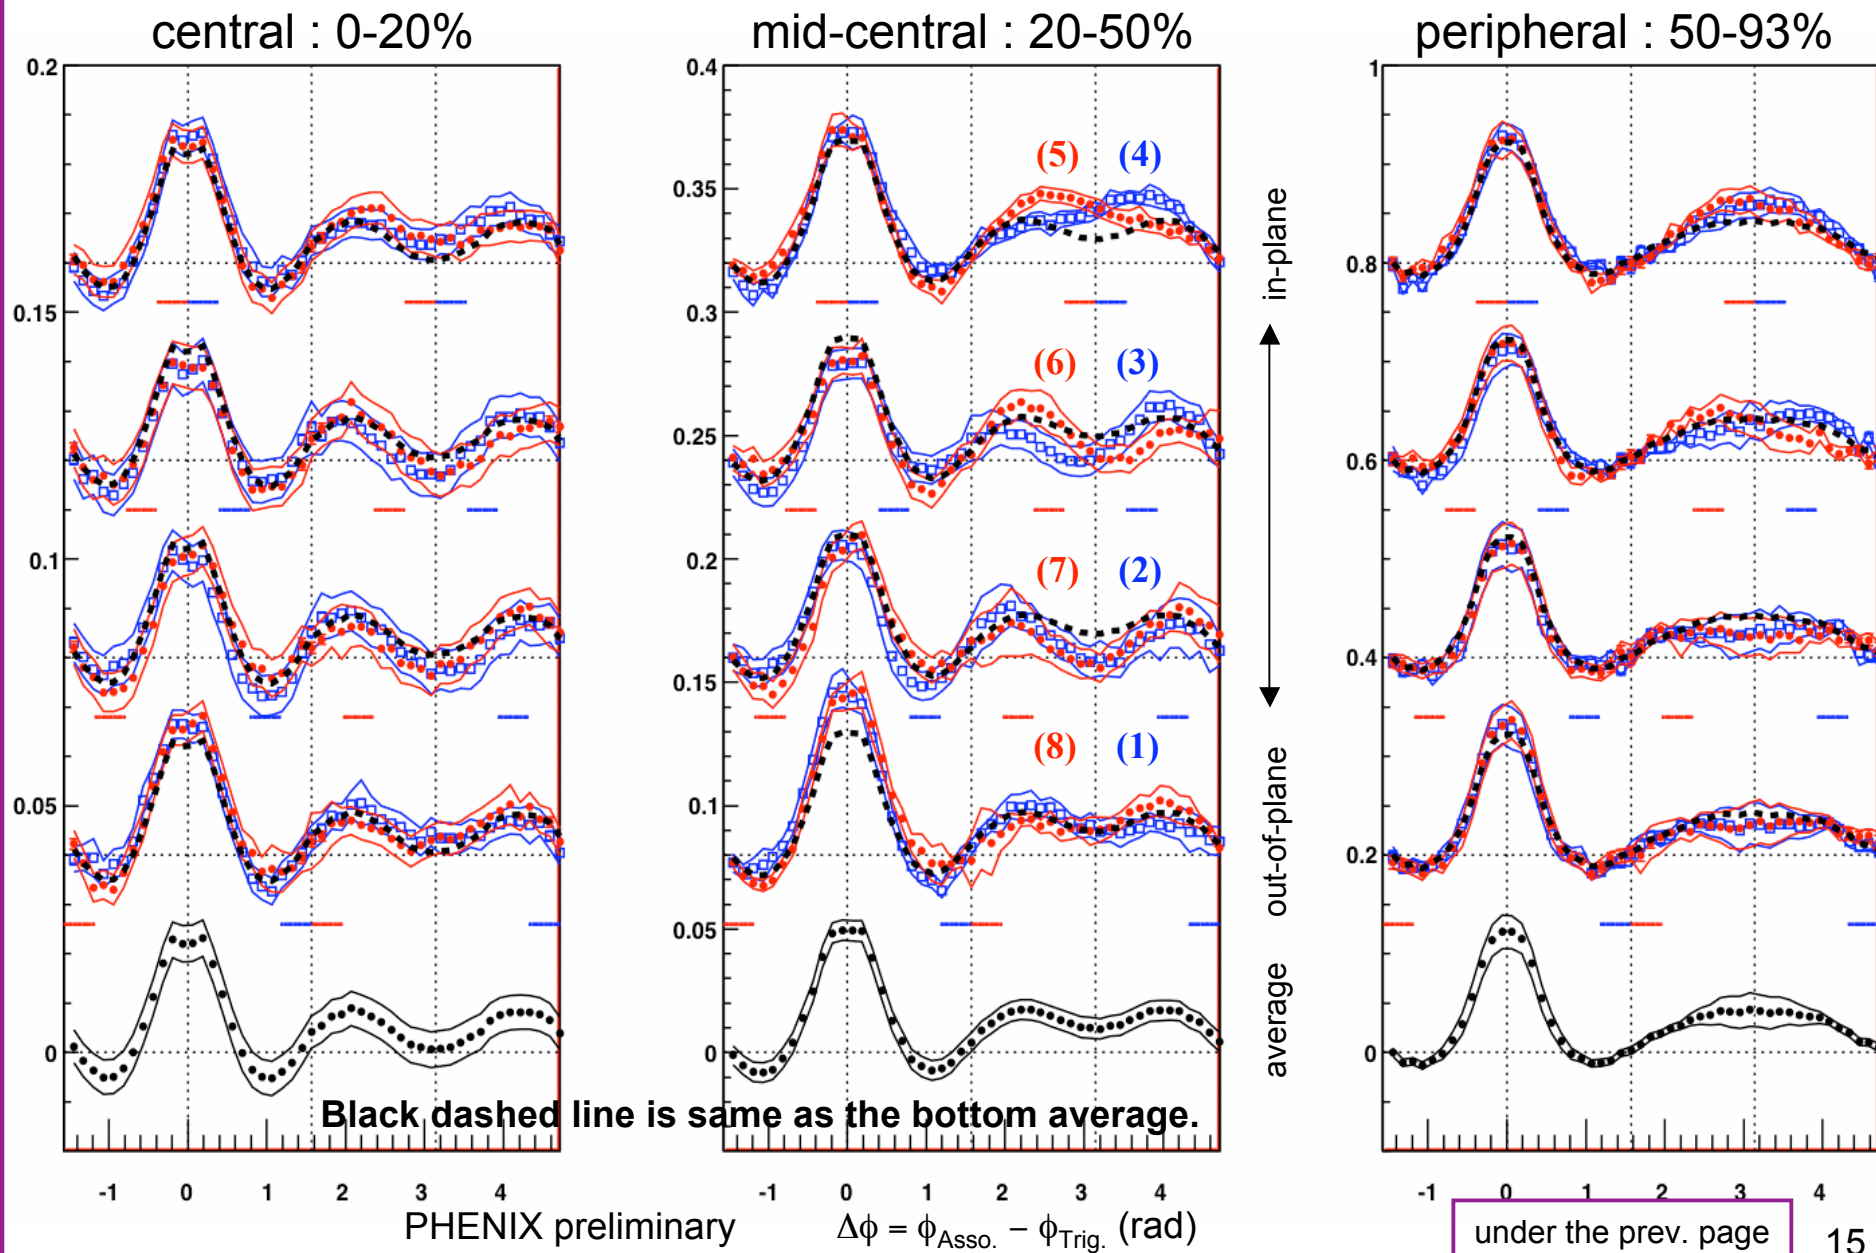 central : 0-20%
mid-central : 20-50%
peripheral : 50-93%
0.2
0.15
0.1
0.05
0
0.4
0.35
0.3
0.25
0.2
0.15
0.1
0.05
0
1
0.8
0.6
0.4
0.2
0
(5) (4)
(6) (3)
(7) (2)
(8) (1)
in-plane
out-of-plane
average
Black dashed line is same as the bottom average.
-1 0 1 2 3 4
-1 0 1 2 3 4
-1 0 1 2 3 4
PHENIX preliminary
Δϕ = ϕAsso. − ϕTrig. (rad)
under the prev. page
15